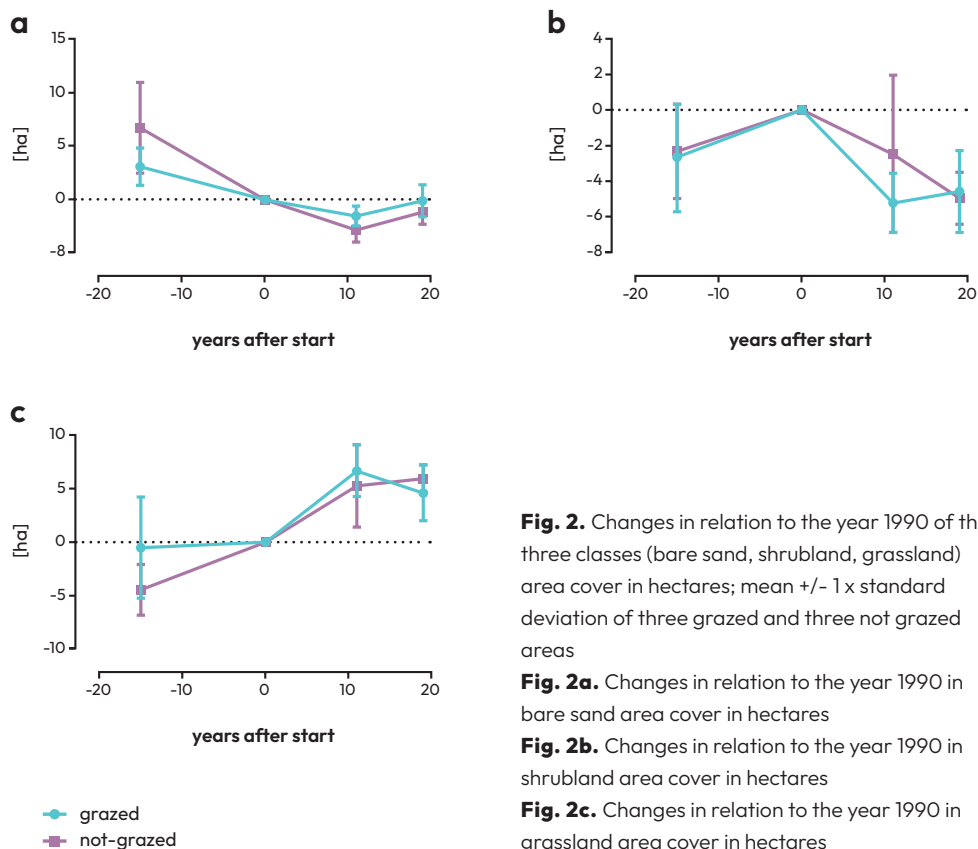 a
15
10
5
0
-8
[ha]
-20 -10 0 10 20
years after start
b
4
2
0
-2
-4
-6
-8
[ha]
-20 -10 0 10 20
years after start
c
10
5
0
-5
-10
[ha]
-20 -10 0 10 20
years after start
grazed
not-grazed
Fig. 2. Changes in relation to the year 1990 of th
three classes (bare sand, shrubland, grassland)
area cover in hectares; mean +/- 1 x standard
deviation of three grazed and three not grazed
areas
Fig. 2a. Changes in relation to the year 1990 in
bare sand area cover in hectares
Fig. 2b. Changes in relation to the year 1990 in
shrubland area cover in hectares
Fig. 2c. Changes in relation to the year 1990 in
grassland area cover in hectares